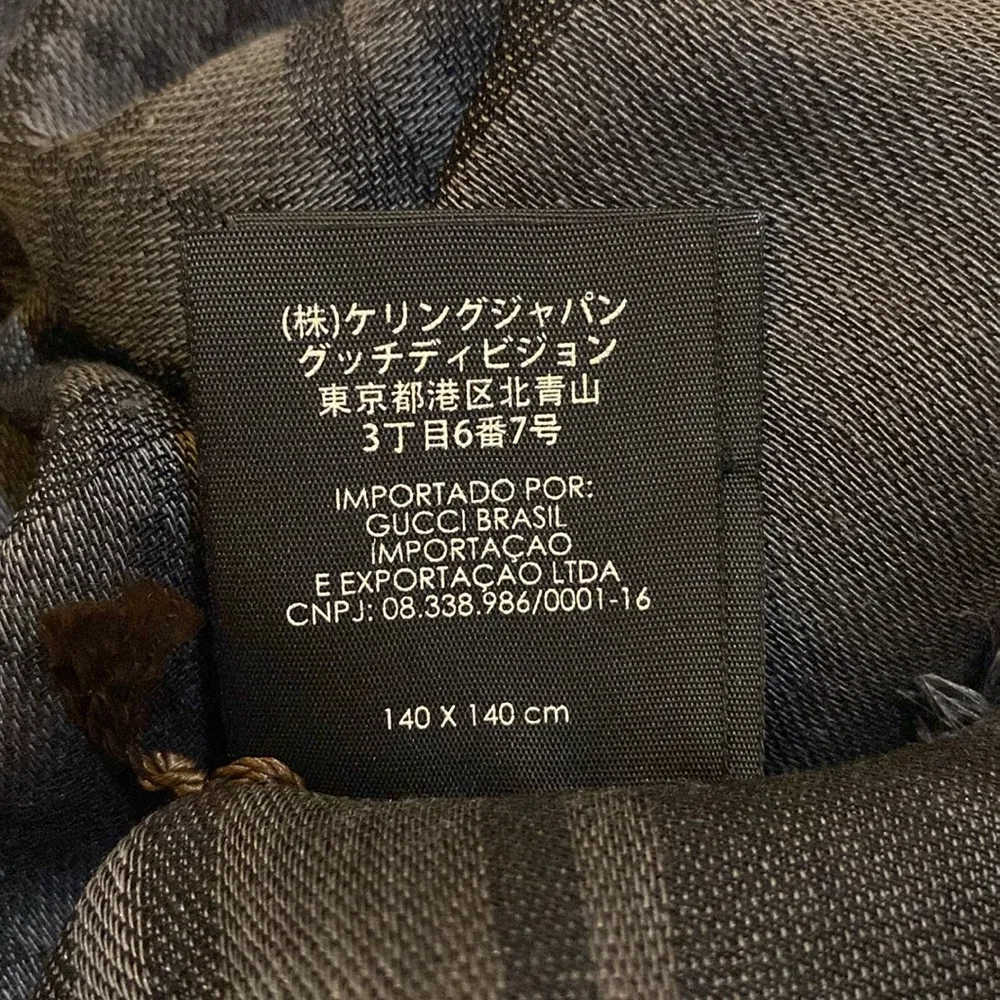 (株)ケリングジャパン
グッチディビジョン
東京都港区北青山
3丁目6番7号
IMPORTADO POR:
GUCCI BRASIL
IMPORTAÇAO
E EXPORTAÇAO LTDA
CNPJ: 08.338.986/0001-16
140 X 140 cm